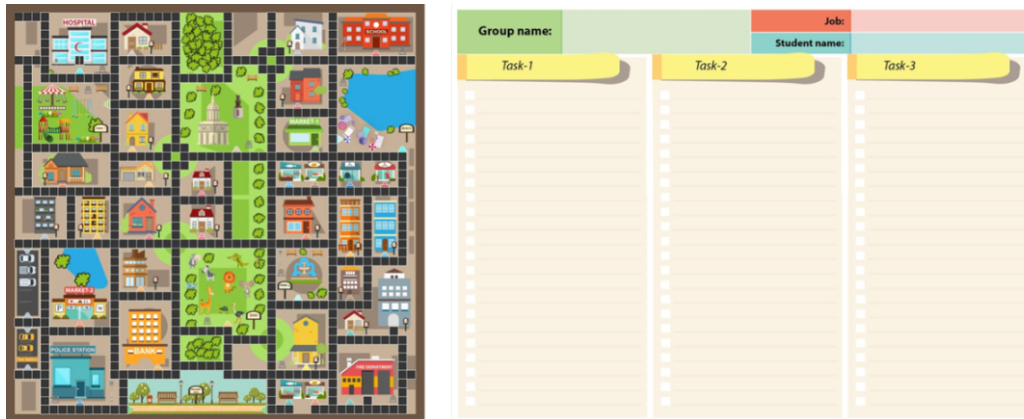 HOSPITAL
SCHOOL
MARKET-1
MARKET-2
BANK
POLICE STATION
FIRE DEPARTMENT
Group name:
Job:
Student name:
Task-1
Task-2
Task-3